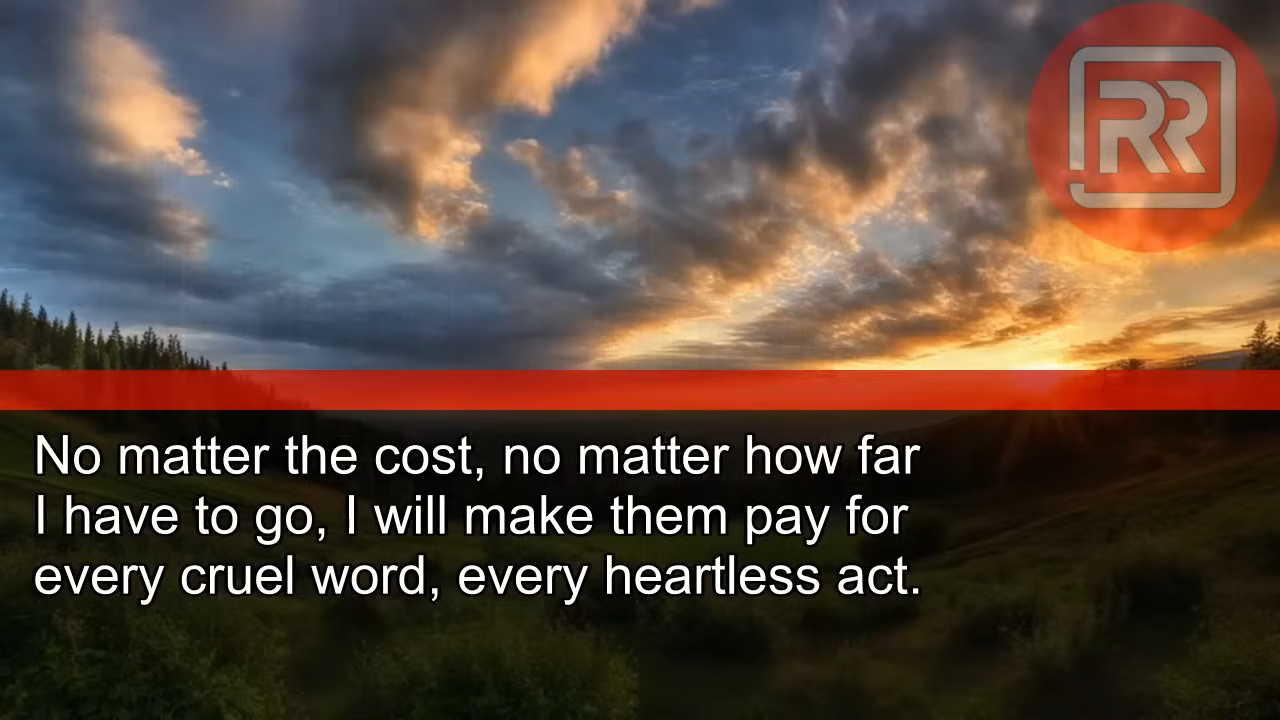 RR
No matter the cost, no matter how far
I have to go, I will make them pay for
every cruel word, every heartless act.